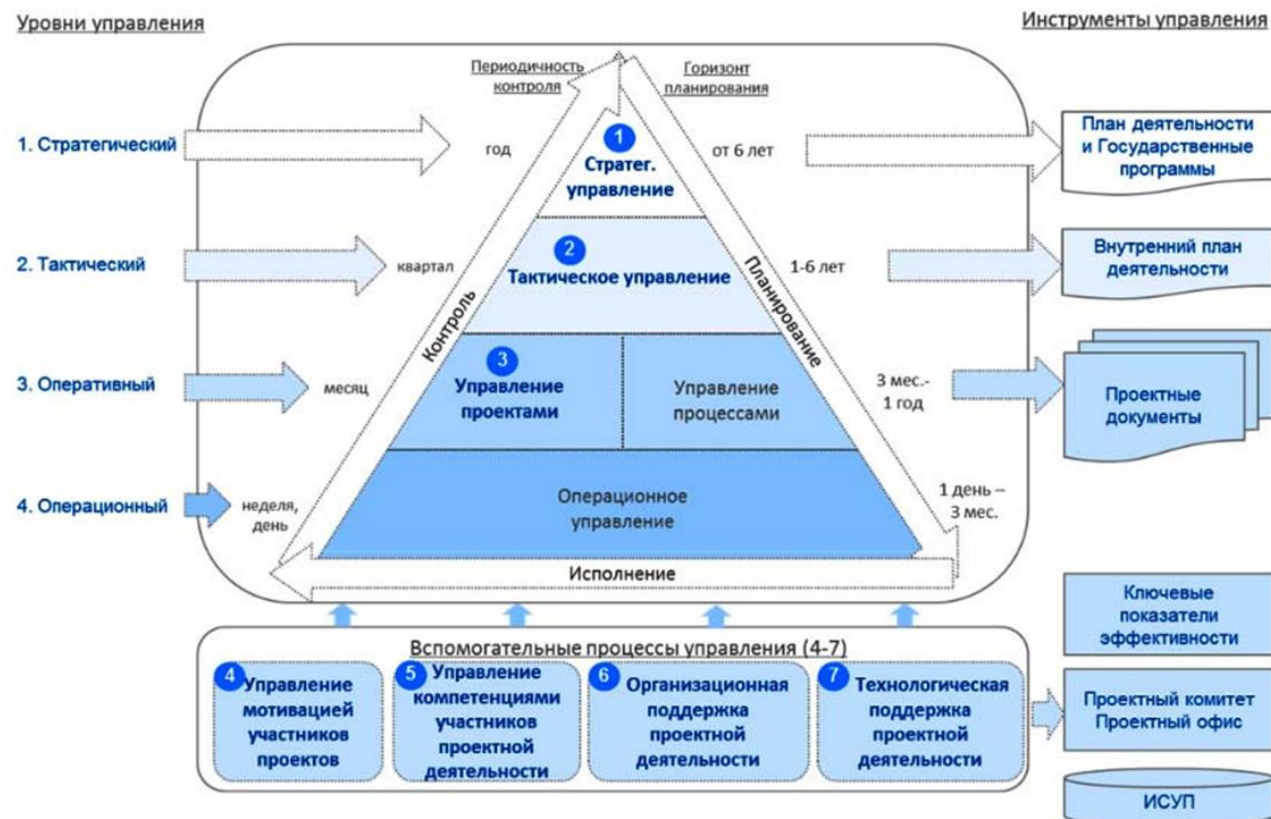 Уровни управления
Инструменты управления
Периодичность
контроля
Горизонт
планирования
1. Стратегический
год
1
Стратег.
управление
от 6 лет
План деятельности
и Государственные
программы
2. Тактический
квартал
2
Тактическое управление
1-6 лет
Внутренний план
деятельности
Контроль
Планирование
3. Оперативный
месяц
3
Управление
проектами
Управление
процессами
3 мес.-
1 год
Проектные
документы
4. Операционный
неделя,
день
Операционное
управление
1 день –
3 мес.
Исполнение
Ключевые
показатели
эффективности
Вспомогательные процессы управления (4-7)
4
Управление
мотивацией
участников
проектов
5
Управление
компетенциями
участников
проектной
деятельности
6
Организационная
поддержка
проектной
деятельности
7
Технологическая
поддержка
проектной
деятельности
Проектный комитет
Проектный офис
ИСУП